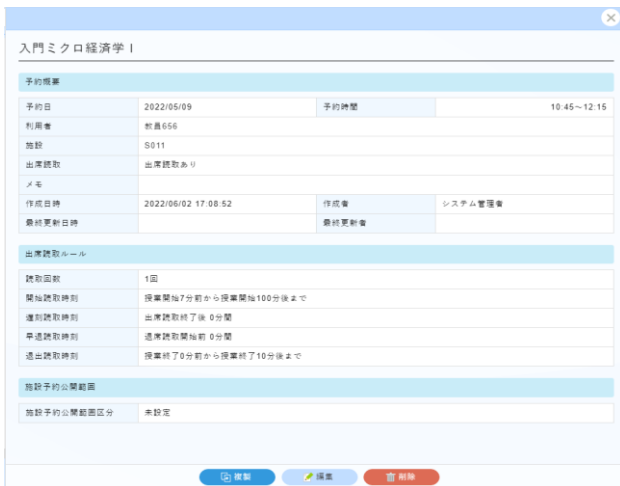 入門ミクロ経済学Ⅰ
予約概要
予約日 2022/05/09 予約時間 10:45～12:15
利用者 教員656
施設 S011
出席読取 出席読取あり
メモ
作成日時 2022/06/02 17:08:52 作成者 システム管理者
最終更新日時 最終更新者
出席読取ルール
読取回数 1回
開始読取時刻 授業開始7分前から授業開始100分後まで
遅刻読取時刻 出席読取終了後 0分間
早退読取時刻 退席読取開始前 0分間
退出読取時刻 授業終了0分前から授業終了10分後まで
施設予約公開範囲
施設予約公開範囲区分 未設定
複製 編集 削除